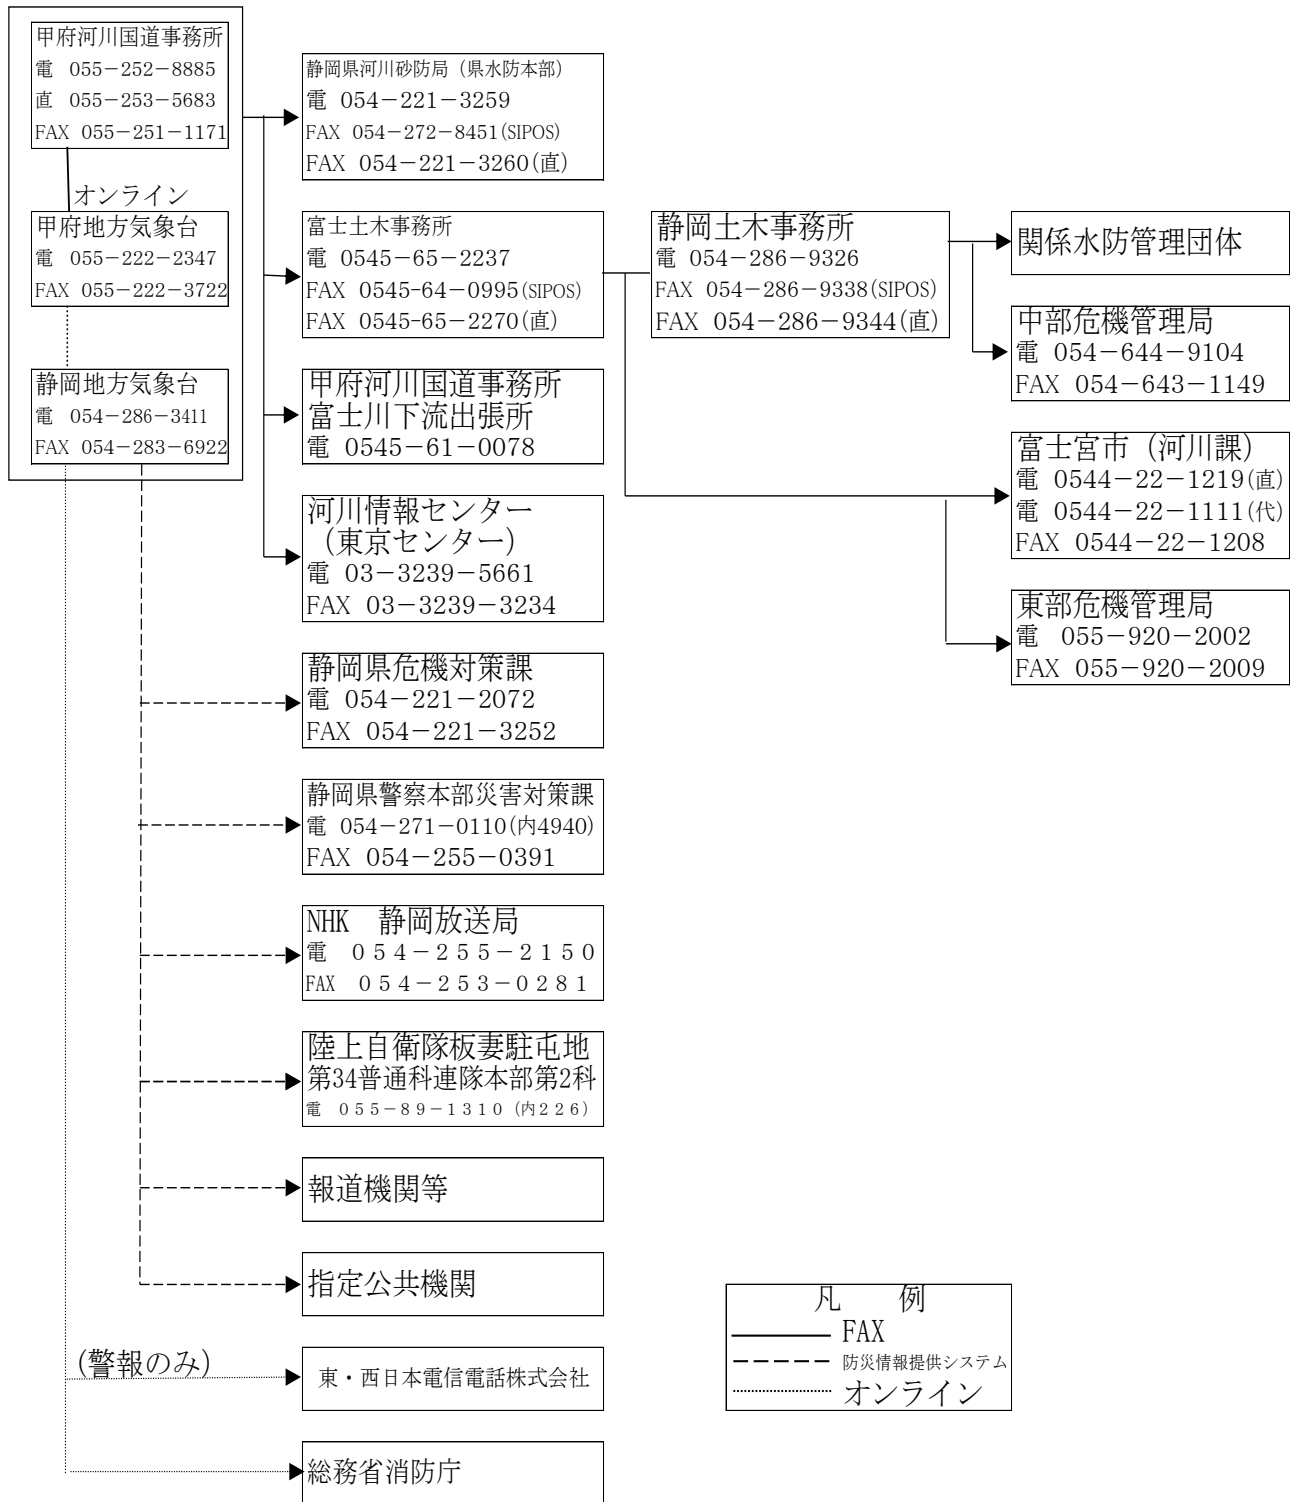 甲府河川国道事務所
電 055-252-8885
直 055-253-5683
FAX 055-251-1171
オンライン
甲府地方気象台
電 055-222-2347
FAX 055-222-3722
静岡地方気象台
電 054-286-3411
FAX 054-283-6922
静岡県河川砂防局（県水防本部）
電 054-221-3259
FAX 054-272-8451(SIPOS)
FAX 054-221-3260(直)
富士土木事務所
電 0545-65-2237
FAX 0545-64-0995(SIPOS)
FAX 0545-65-2270(直)
甲府河川国道事務所
富士川下流出張所
電 0545-61-0078
河川情報センター
（東京センター）
電 03-3239-5661
FAX 03-3239-3234
静岡県危機対策課
電 054-221-2072
FAX 054-221-3252
静岡県警察本部災害対策課
電 054-271-0110(内4940)
FAX 054-255-0391
NHK　静岡放送局
電　０５４－２５５－２１５０
FAX　０５４－２５３－０２８１
陸上自衛隊板妻駐屯地
第34普通科連隊本部第2科
電　０５５－８９－１３１０（内２２６）
報道機関等
指定公共機関
（警報のみ）
東・西日本電信電話株式会社
総務省消防庁
静岡土木事務所
電 054-286-9326
FAX 054-286-9338(SIPOS)
FAX 054-286-9344(直)
関係水防管理団体
中部危機管理局
電 054-644-9104
FAX 054-643-1149
富士宮市（河川課）
電 0544-22-1219(直)
電 0544-22-1111(代)
FAX 0544-22-1208
東部危機管理局
電 055-920-2002
FAX 055-920-2009
凡　例
FAX
防災情報提供システム
オンライン